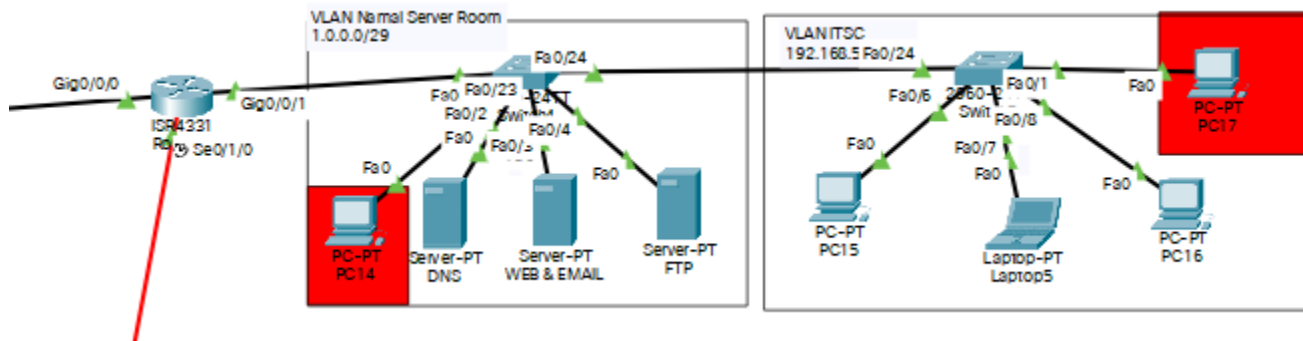 VLAN Namal Server Room
1.0.0.0/29
Fa0/24
Gig0/0/0
Gig0/0/1
ISR4331
Se0/1/0
Fa0
Fa0/23
Fa0/2
Fa0
Fa0/4
Fa0
Fa0
PC-PT
PC14
Server-PT
DNS
Server-PT
WEB & EMAIL
Server-PT
FTP
VLAN ITSC
Fa0/24
Fa0/6
Fa0/1
Fa0/8
Fa0/7
Fa0
Fa0
Fa0
Fa0
PC-PT
PC15
Laptop-PT
Laptop5
PC-PT
PC16
PC-PT
PC17